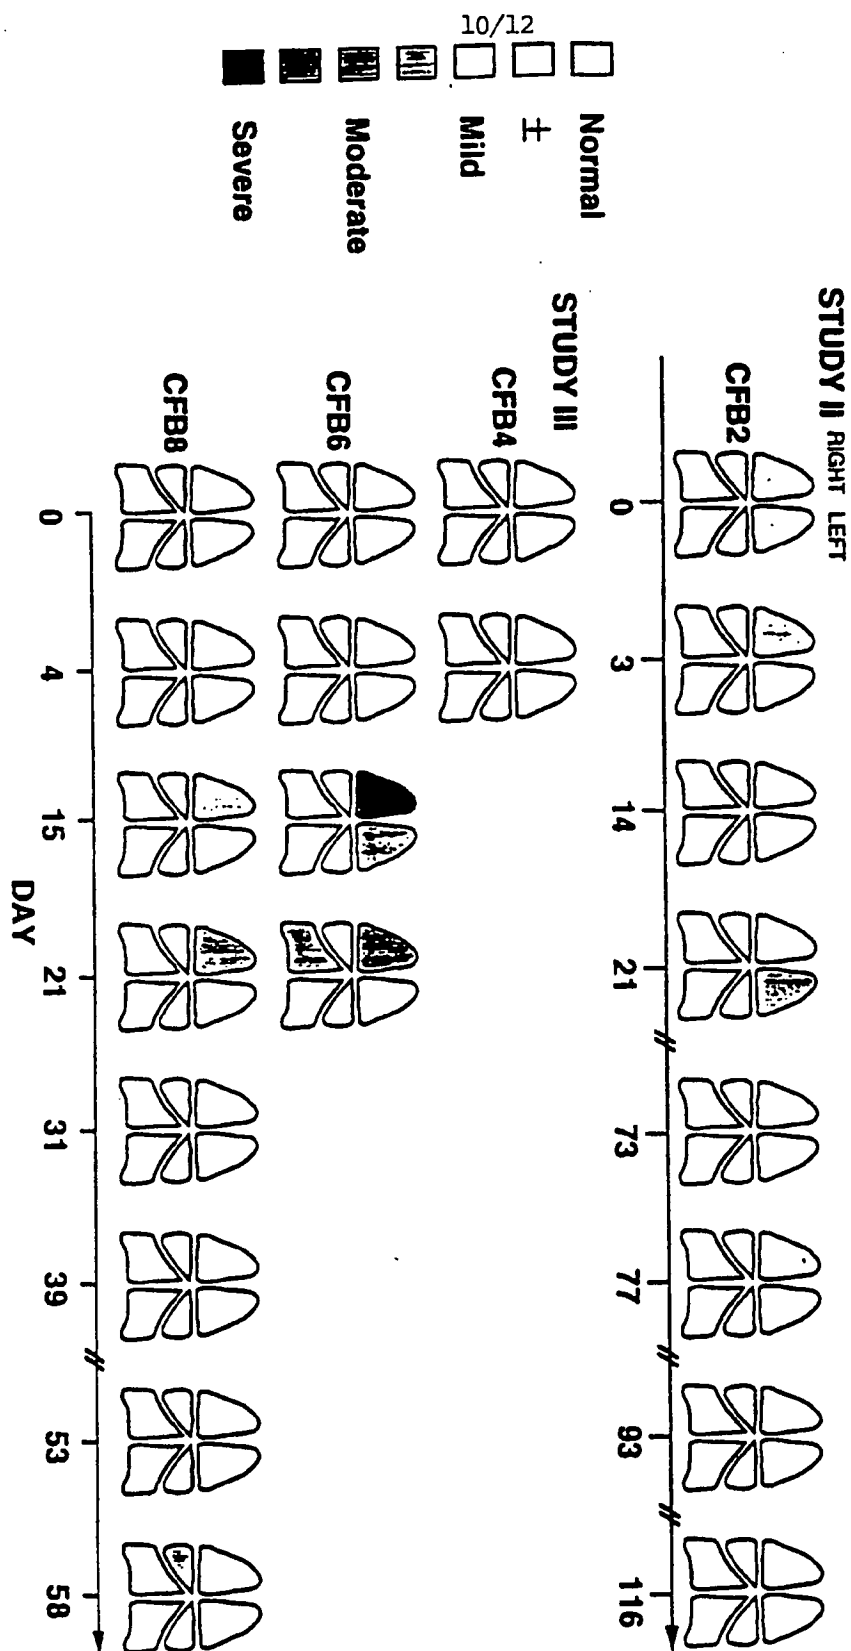 10/12
STUDY II
RIGHT LEFT
CFB2
0 3 14 21 73 77 93 116
STUDY III
CFB4
CFB6
CFB8
0 4 15 21 31 39 53 58
DAY
Normal
±
Mild
Moderate
Severe